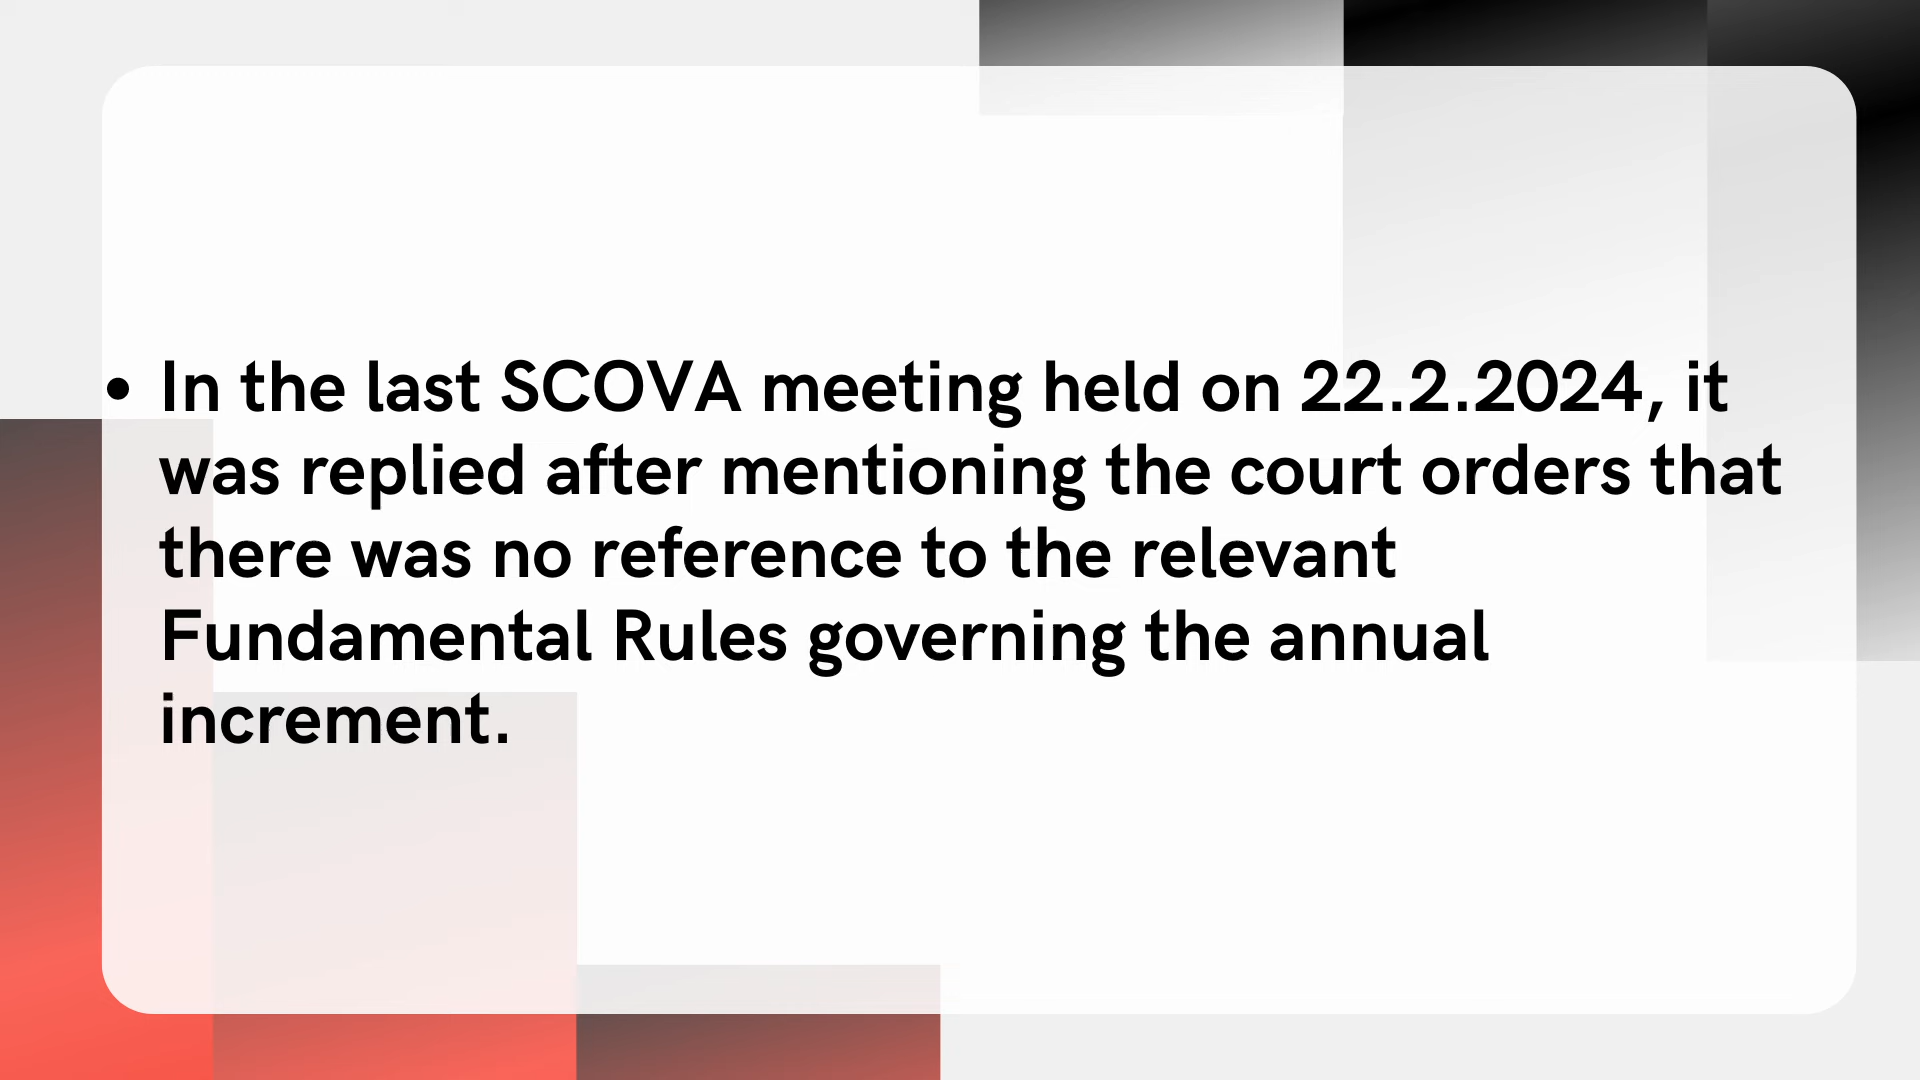 • In the last SCOVA meeting held on 22.2.2024, it
was replied after mentioning the court orders that
there was no reference to the relevant
Fundamental Rules governing the annual
increment.